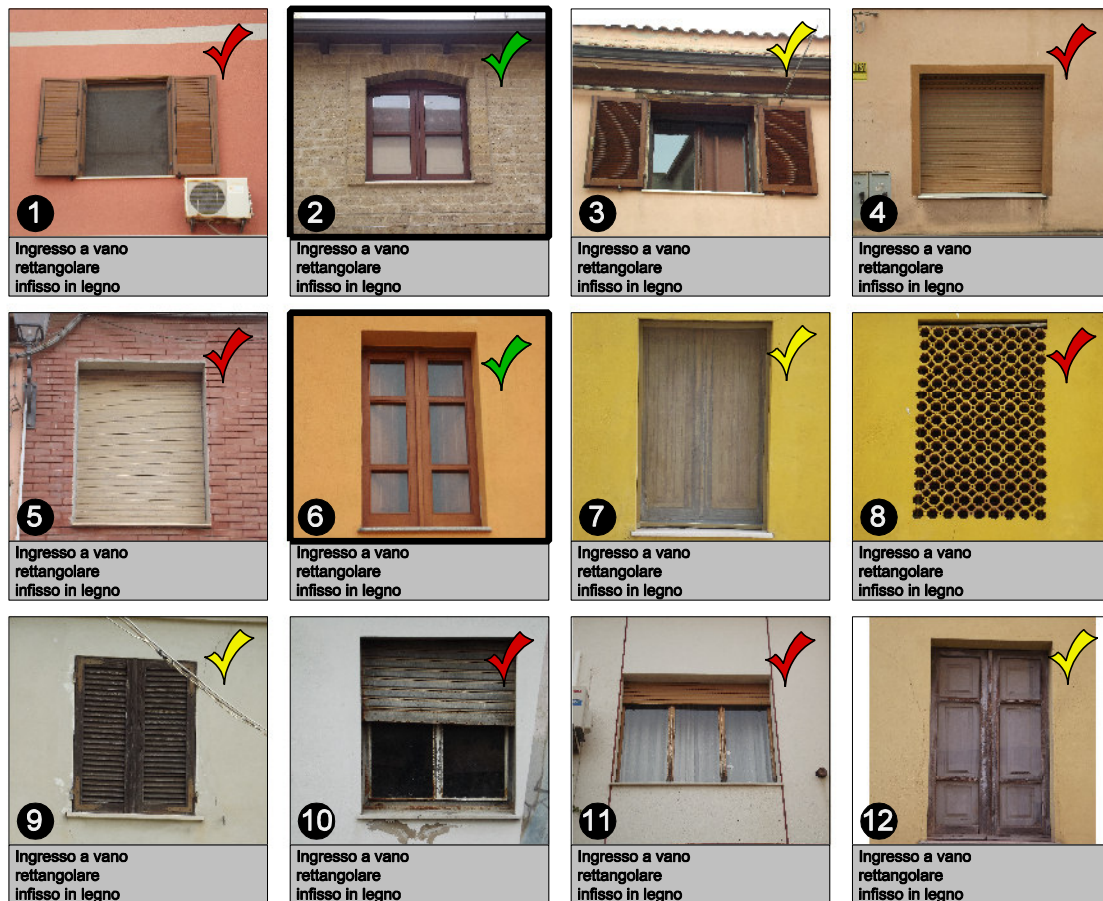 1
Ingresso a vano
rettangolare
infisso in legno
2
Ingresso a vano
rettangolare
infisso in legno
3
Ingresso a vano
rettangolare
infisso in legno
4
Ingresso a vano
rettangolare
infisso in legno
5
Ingresso a vano
rettangolare
infisso in legno
6
Ingresso a vano
rettangolare
infisso in legno
7
Ingresso a vano
rettangolare
infisso in legno
8
Ingresso a vano
rettangolare
infisso in legno
9
Ingresso a vano
rettangolare
infisso in legno
10
Ingresso a vano
rettangolare
infisso in legno
11
Ingresso a vano
rettangolare
infisso in legno
12
Ingresso a vano
rettangolare
infisso in legno